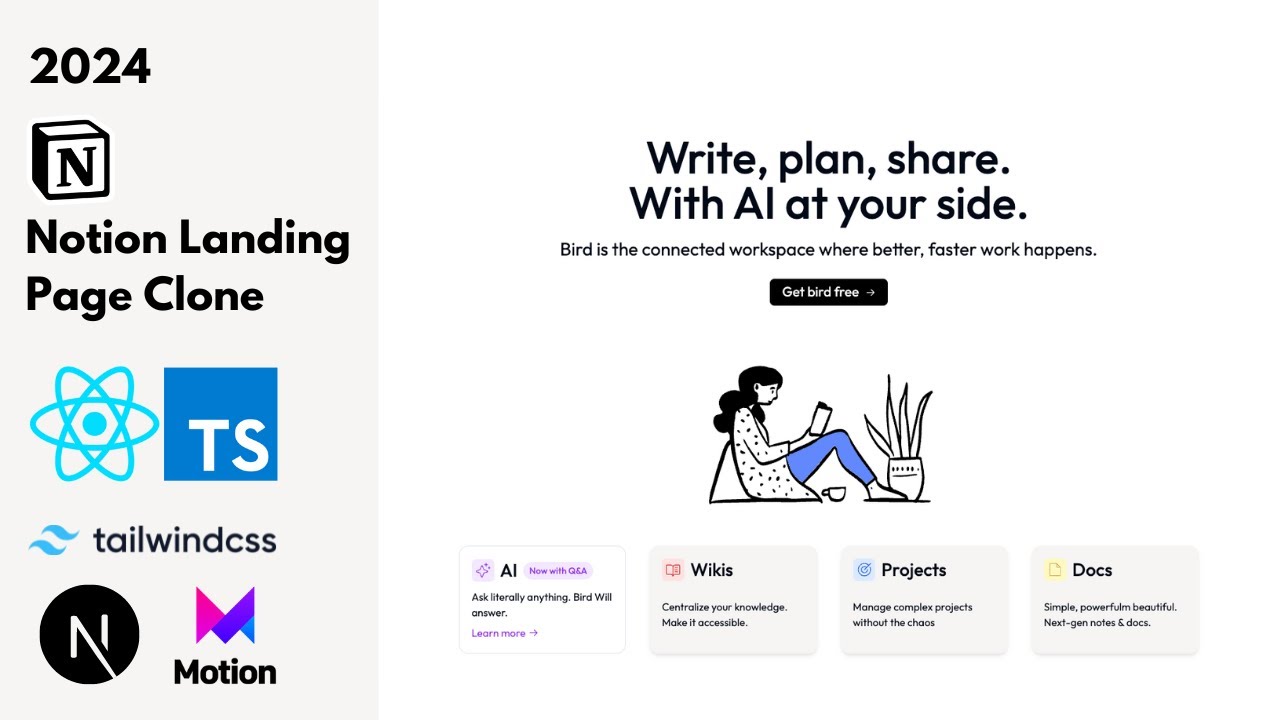 2024
N
Notion Landing
Page Clone
TS
tailwindcss
N
Motion
Write, plan, share.
With AI at your side.
Bird is the connected workspace where better, faster work happens.
Get bird free →
AI Now with Q&A
Ask literally anything. Bird Will
answer.
Learn more →
Wikis
Centralize your knowledge.
Make it accessible.
Projects
Manage complex projects
without the chaos
Docs
Simple, powerfulm beautiful.
Next-gen notes & docs.